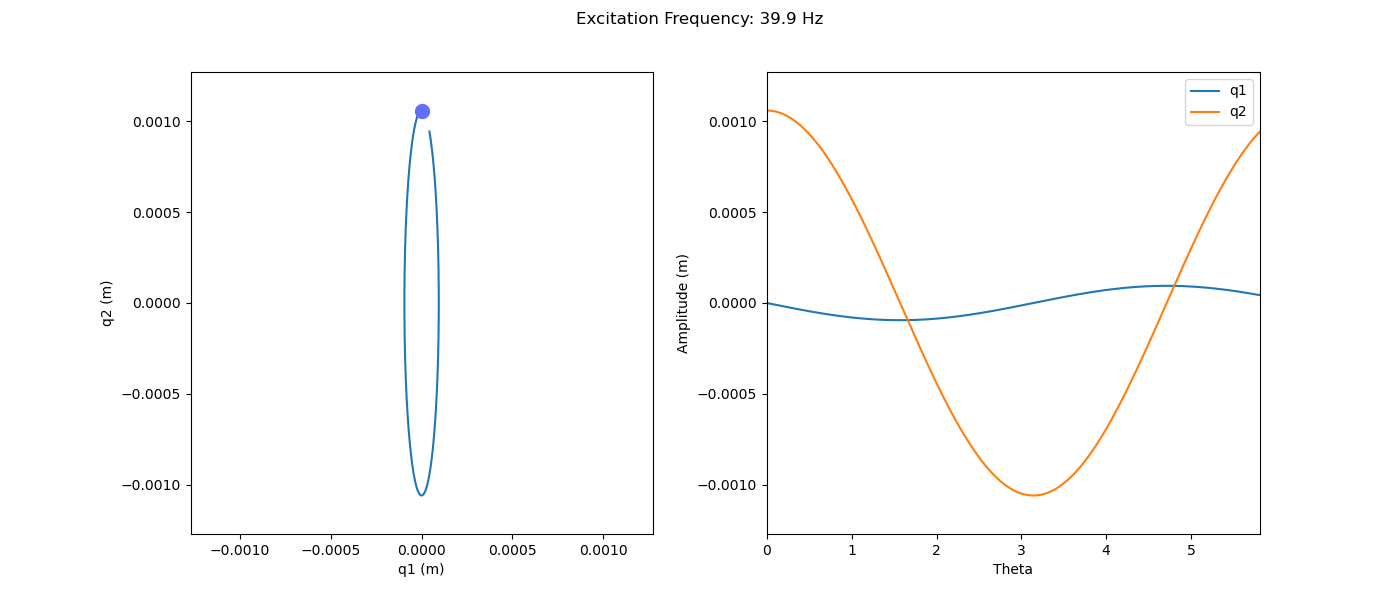 Excitation Frequency: 39.9 Hz
0.0010
0.0005
0.0000
−0.0005
−0.0010
q2 (m)
−0.0010 −0.0005 0.0000 0.0005 0.0010
q1 (m)
q1
q2
0.0010
0.0005
0.0000
−0.0005
−0.0010
Amplitude (m)
0 1 2 3 4 5
Theta